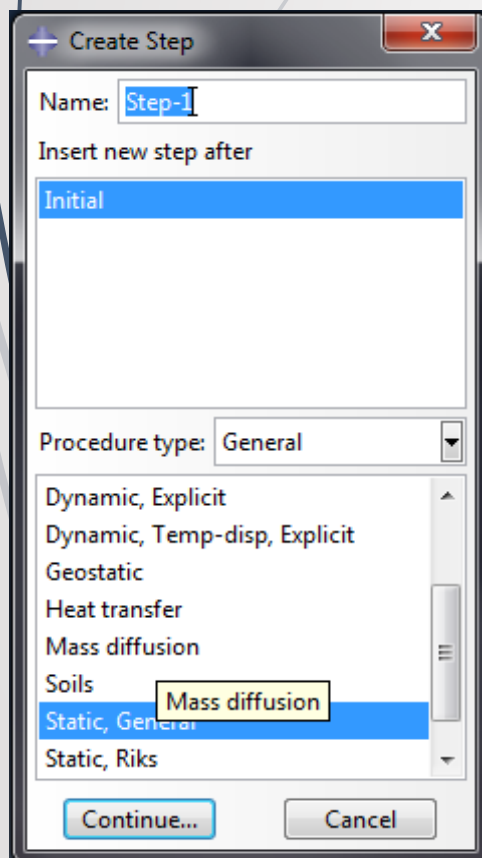 Create Step
Name: Step-1
Insert new step after
Initial
Procedure type: General
Dynamic, Explicit
Dynamic, Temp-disp, Explicit
Geostatic
Heat transfer
Mass diffusion
Soils
Mass diffusion
Static, General
Static, Riks
Continue... Cancel